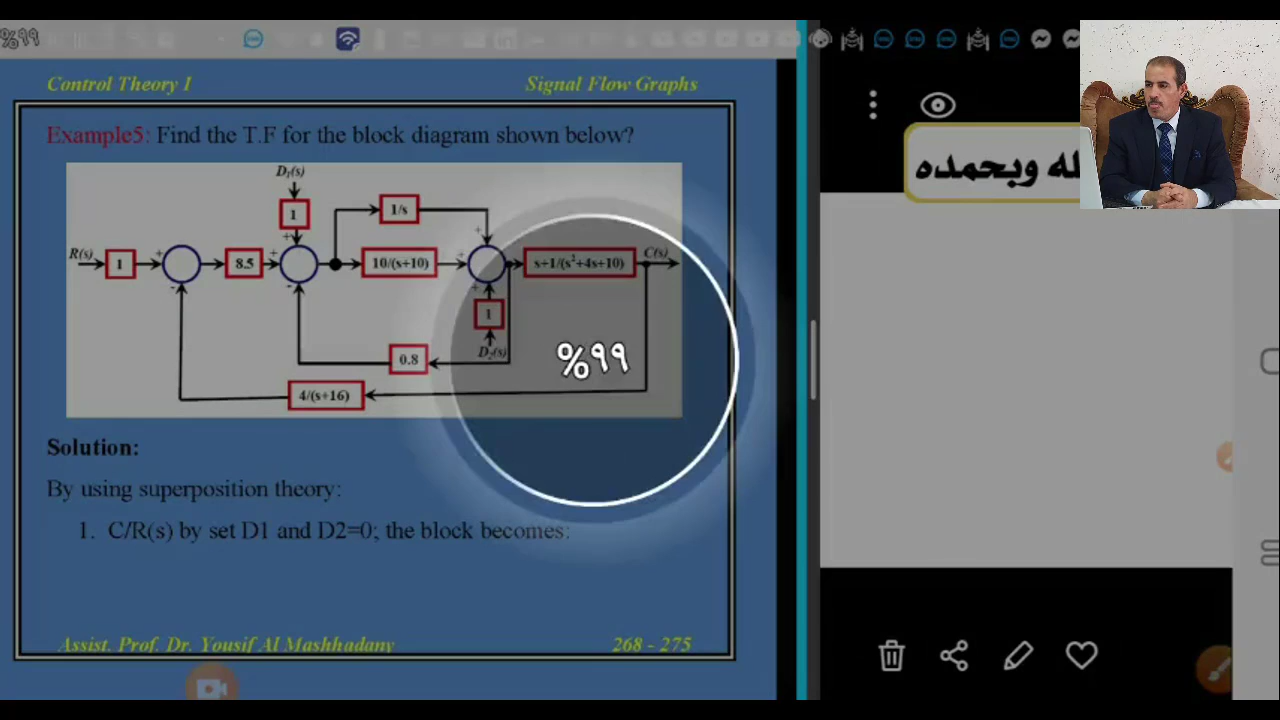 %٩٩
Control Theory I
Signal Flow Graphs
Example5: Find the T.F for the block diagram shown below?
D₁(s)
1
1/s
R(s)
1
+
8.5
+
+
10/(s+10)
+
+
s+1/(s²+4s+10)
C(s)
-
-
+
1
D₂(s)
0.8
4/(s+16)
%٩٩
Solution:
By using superposition theory:
1. C/R(s) by set D1 and D2=0; the block becomes:
Assist. Prof. Dr. Yousif Al Mashhadany
268 - 275
وبحمده